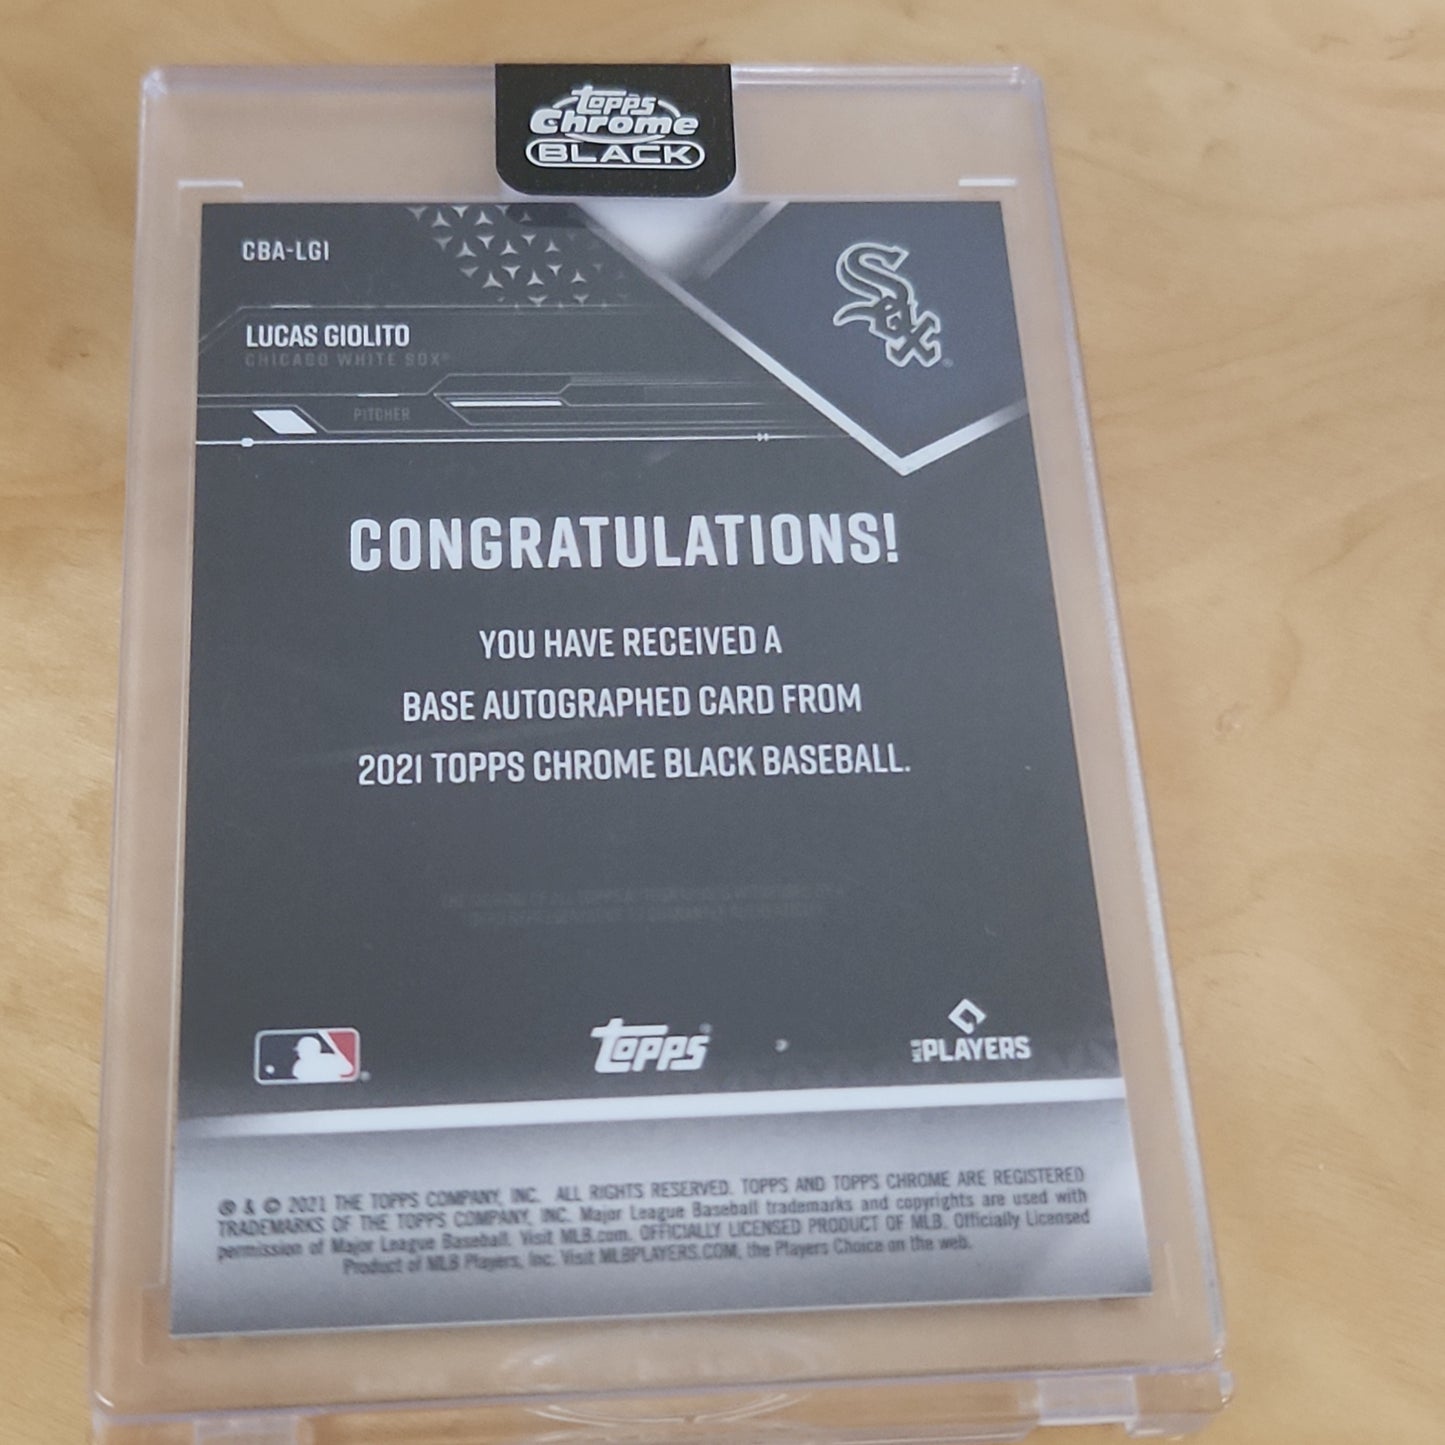 Topps
Chrome
BLACK
CBA-LGI
Sox
LUCAS GIOLITO
CHICAGO WHITE SOX®
PITCHER
CONGRATULATIONS!
YOU HAVE RECEIVED A
BASE AUTOGRAPHED CARD FROM
2021 TOPPS CHROME BLACK BASEBALL.
Topps®
MLB PLAYERS
® & © 2021 THE TOPPS COMPANY, INC. ALL RIGHTS RESERVED. TOPPS AND TOPPS CHROME ARE REGISTERED
TRADEMARKS OF THE TOPPS COMPANY, INC. Major League Baseball trademarks and copyrights are used with
permission of Major League Baseball. Visit MLB.com. OFFICIALLY LICENSED PRODUCT OF MLB. Officially Licensed
Product of MLB Players, Inc. Visit MLBPLAYERS.COM, the Players Choice on the web.